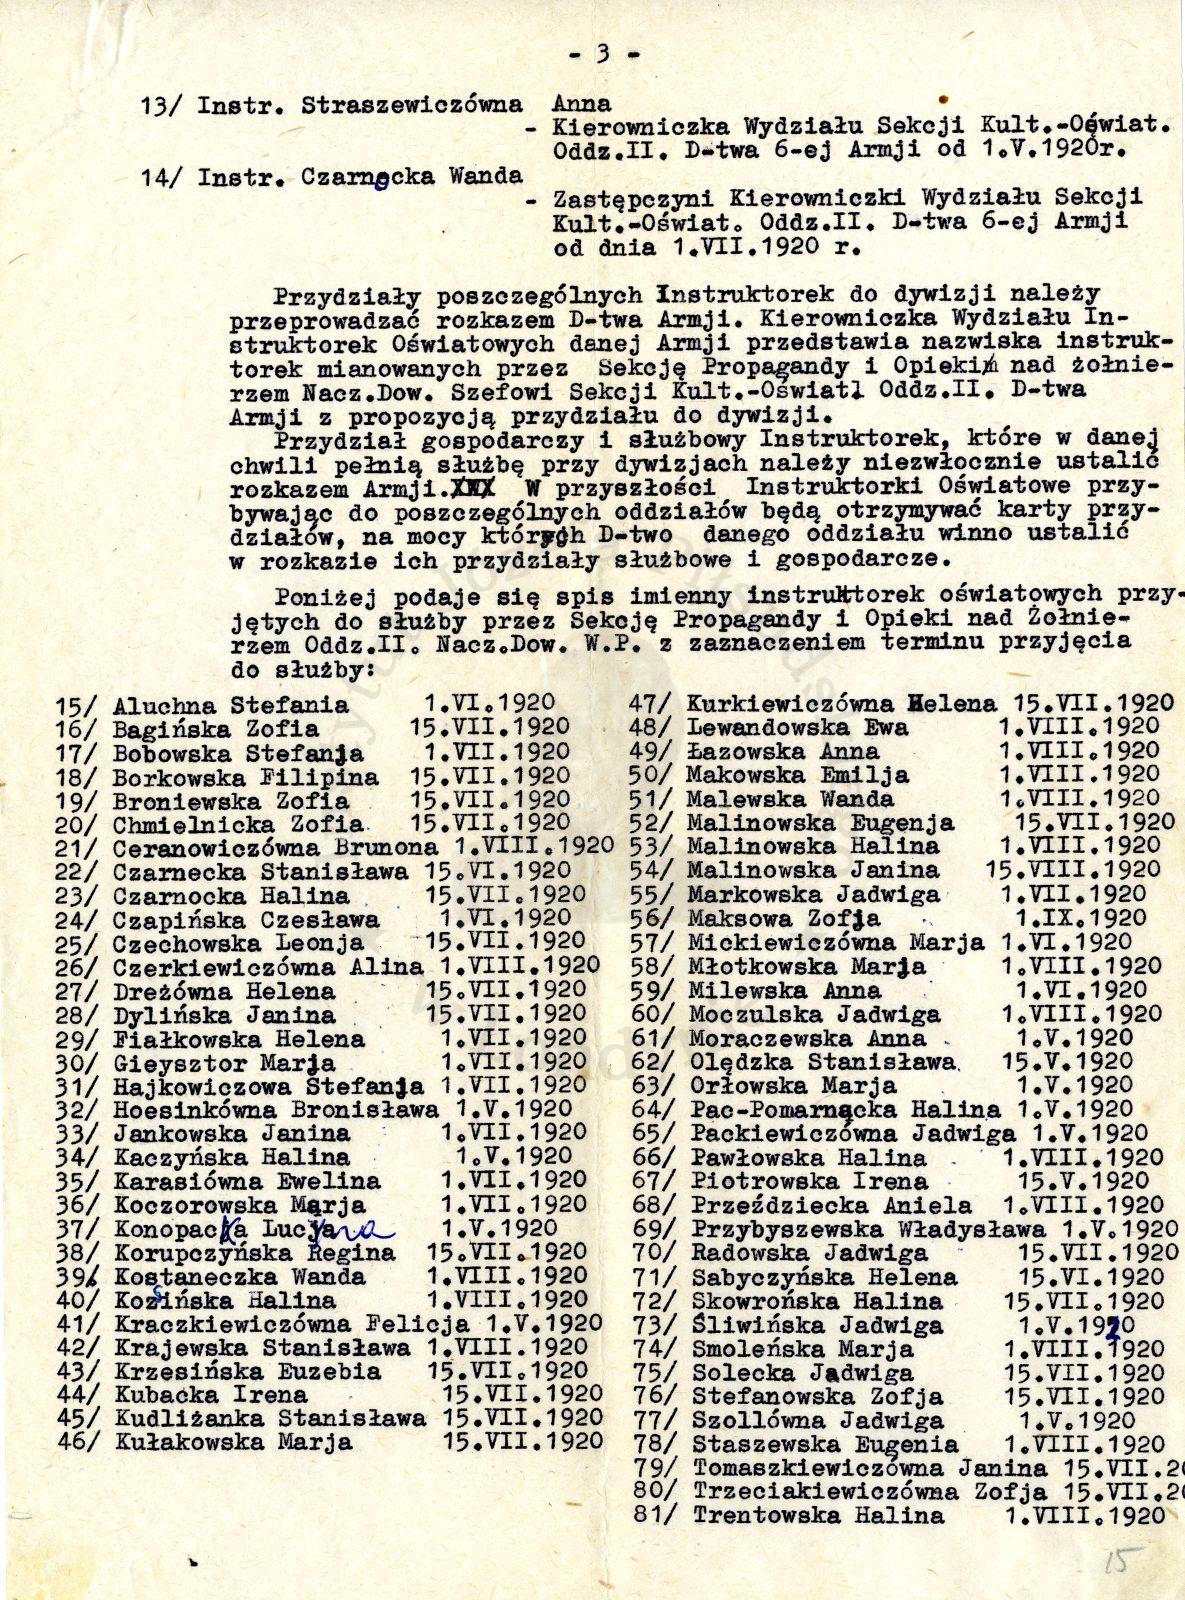 - 3 -
13/ Instr. Straszewiczówna Anna
- Kierowniczka Wydziału Sekcji Kult.-Oświat.
Oddz.II. D-twa 6-ej Armji od 1.V.1920r.
14/ Instr. Czarnocka Wanda
- Zastępczyni Kierowniczki Wydziału Sekcji
Kult.-Oświat. Oddz.II. D-twa 6-ej Armji
od dnia 1.VII.1920 r.
Przydziały poszczególnych Instruktorek do dywizji należy
przeprowadzać rozkazem D-twa Armji. Kierowniczka Wydziału In-
struktorek Oświatowych danej Armji przedstawia nazwiska instruk-
torek mianowanych przez Sekcję Propagandy i Opieki nad żołnie-
rzem Nacz.Dow. Szefowi Sekcji Kult.-Oświatl Oddz.II. D-twa
Armji z propozycją przydziału do dywizji.
Przydział gospodarczy i służbowy Instruktorek, które w danej
chwili pełnią służbę przy dywizjach należy niezwłocznie ustalić
rozkazem Armji.XXX W przyszłości Instruktorki Oświatowe przy-
bywając do poszczególnych oddziałów będą otrzymywać karty przy-
działów, na mocy których D-two danego oddziału winno ustalić
w rozkazie ich przydziały służbowe i gospodarcze.
Poniżej podaje się spis imienny instruktorek oświatowych przy-
jętych do służby przez Sekcję Propagandy i Opieki nad Żołnie-
rzem Oddz.II. Nacz.Dow. W.P. z zaznaczeniem terminu przyjęcia
do służby:
15/ Aluchna Stefania 1.VI.1920
16/ Bagińska Zofia 15.VII.1920
17/ Bobowska Stefanja 1.VII.1920
18/ Borkowska Filipina 15.VII.1920
19/ Broniewska Zofia 15.VII.1920
20/ Chmielnicka Zofia 15.VII.1920
21/ Ceranowiczówna Brunona 1.VIII.1920
22/ Czarnecka Stanisława 15.VI.1920
23/ Czarnocka Halina 15.VII.1920
24/ Czapińska Czesława 1.VI.1920
25/ Czechowska Leonja 15.VII.1920
26/ Czerkiewiczówna Alina 1.VIII.1920
27/ Dreżówna Helena 15.VII.1920
28/ Dylińska Janina 15.VII.1920
29/ Fiałkowska Helena 1.VII.1920
30/ Gieysztor Marja 1.VII.1920
31/ Hajkowiczowa Stefanja 1.VII.1920
32/ Hoesinkówna Bronisława 1.V.1920
33/ Jankowska Janina 1.VII.1920
34/ Kaczyńska Halina 1.V.1920
35/ Karasiówna Ewelina 1.VII.1920
36/ Koczorowska Marja 1.VII.1920
37/ Konopacka Lucyna 1.V.1920
38/ Korupczyńska Regina 15.VII.1920
39/ Kostaneczka Wanda 1.VIII.1920
40/ Kosińska Halina 1.VIII.1920
41/ Kraczkiewiczówna Felicja 1.V.1920
42/ Krajewska Stanisława 1.VIII.1920
43/ Krzesińska Euzebia 15.VII.1920
44/ Kubacka Irena 15.VII.1920
45/ Kudliżanka Stanisława 15.VII.1920
46/ Kułakowska Marja 15.VII.1920
47/ Kurkiewiczówna Helena 15.VII.1920
48/ Lewandowska Ewa 1.VIII.1920
49/ Łazowska Anna 1.VIII.1920
50/ Makowska Emilja 1.VIII.1920
51/ Malewska Wanda 1.VIII.1920
52/ Malinowska Eugenja 15.VII.1920
53/ Malinowska Halina 1.VIII.1920
54/ Malinowska Janina 15.VIII.1920
55/ Markowska Jadwiga 1.VII.1920
56/ Maksowa Zofja 1.IX.1920
57/ Mickiewiczówna Marja 1.VI.1920
58/ Młotkowska Marja 1.VIII.1920
59/ Milewska Anna 1.VI.1920
60/ Moczulska Jadwiga 1.VIII.1920
61/ Moraczewska Anna 1.V.1920
62/ Olędzka Stanisława 15.V.1920
63/ Orłowska Marja 1.V.1920
64/ Pac-Pomarnacka Halina 1.V.1920
65/ Packiewiczówna Jadwiga 1.V.1920
66/ Pawłowska Halina 1.VIII.1920
67/ Piotrowska Irena 15.V.1920
68/ Przeździecka Aniela 1.VIII.1920
69/ Przybyszewska Władysława 1.V.1920
70/ Radowska Jadwiga 15.VII.1920
71/ Sabyczyńska Helena 15.VI.1920
72/ Skowrońska Halina 15.VII.1920
73/ Śliwińska Jadwiga 1.V.1920
74/ Smoleńska Marja 1.VIII.1920
75/ Solecka Jadwiga 15.VII.1920
76/ Stefanowska Zofja 15.VII.1920
77/ Szollówna Jadwiga 1.V.1920
78/ Staszewska Eugenia 1.VIII.1920
79/ Tomaszkiewiczówna Janina 15.VII.20
80/ Trzeciakiewiczówna Zofja 15.VII.20
81/ Trentowska Halina 1.VIII.1920
15